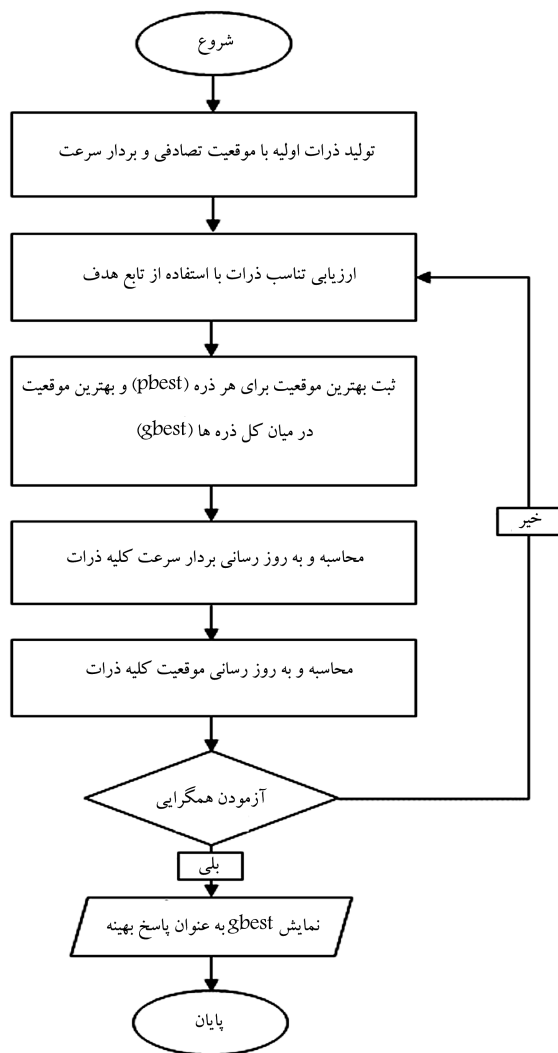 شروع
تولید ذرات اولیه با موقعیت تصادفی و بردار سرعت
ارزیابی تناسب ذرات با استفاده از تابع هدف
ثبت بهترین موقعیت برای هر ذره (pbest) و بهترین موقعیت
در میان کل ذره ها (gbest)
خیر
محاسبه و به روز رسانی بردار سرعت کلیه ذرات
محاسبه و به روز رسانی موقعیت کلیه ذرات
آزمودن همگرایی
بلی
نمایش gbest به عنوان پاسخ بهینه
پایان